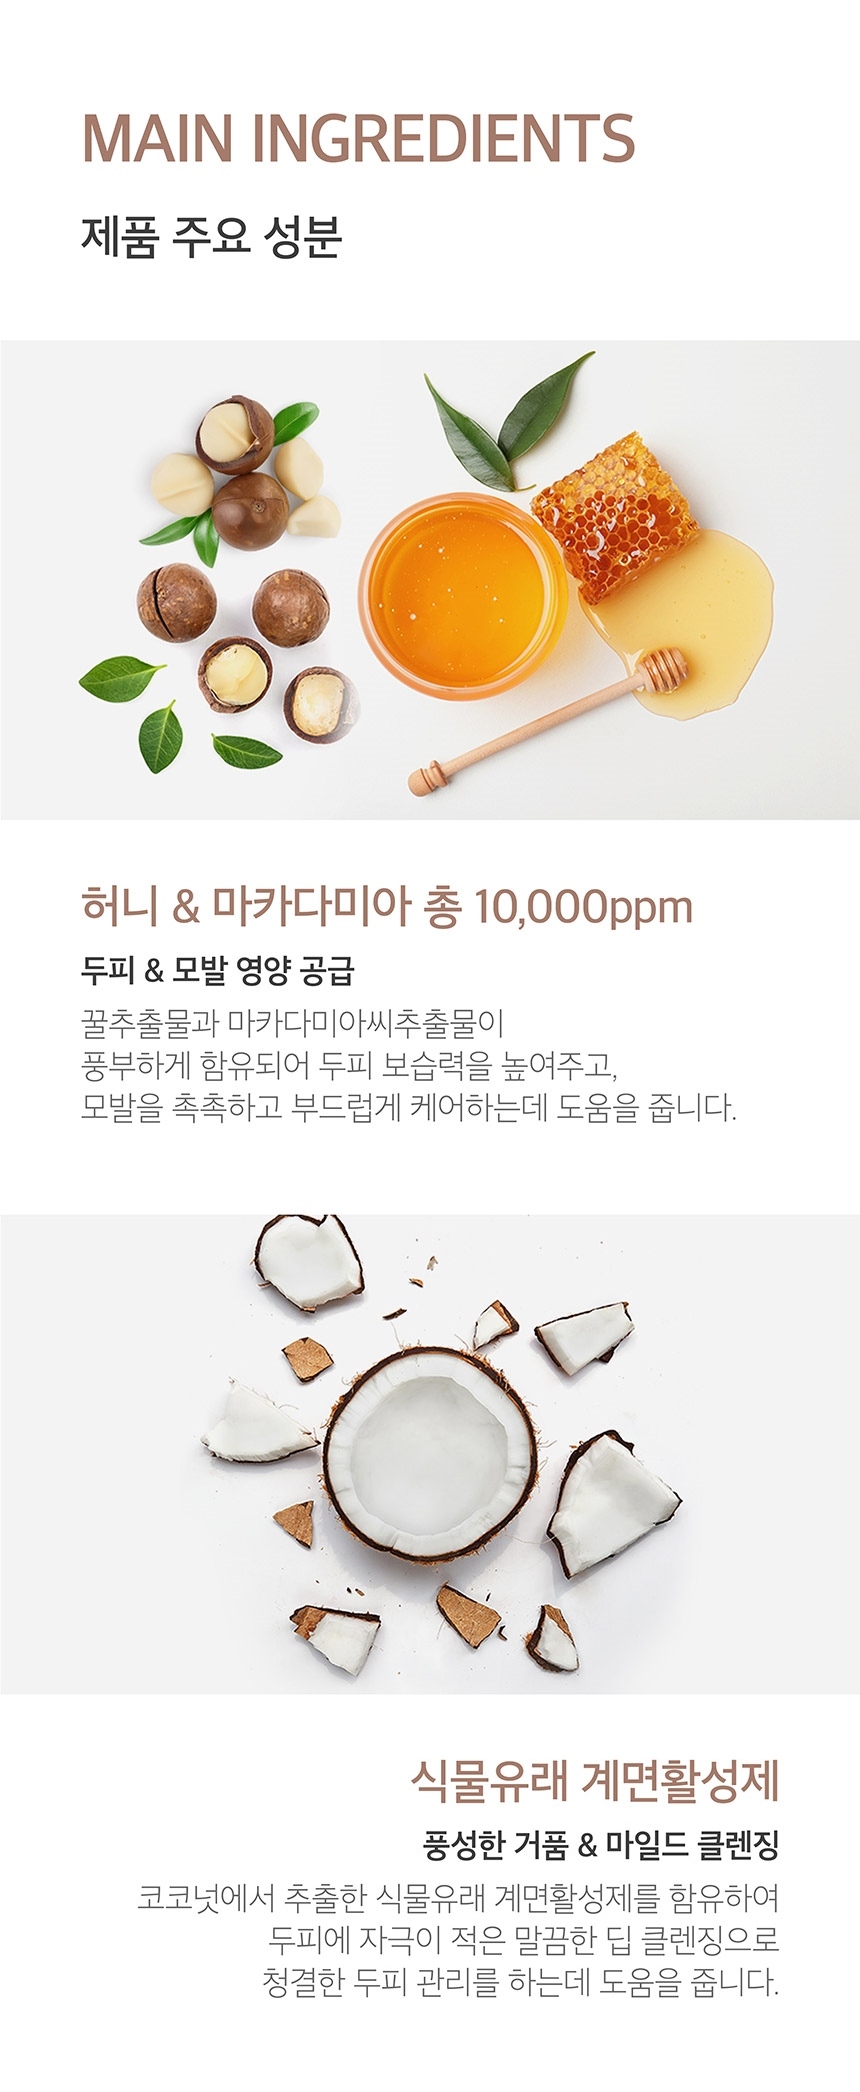 MAIN INGREDIENTS
제품 주요 성분
허니 & 마카다미아 총 10,000ppm
두피 & 모발 영양 공급
꿀추출물과 마카다미아씨추출물이
풍부하게 함유되어 두피 보습력을 높여주고,
모발을 촉촉하고 부드럽게 케어하는데 도움을 줍니다.
식물유래 계면활성제
풍성한 거품 & 마일드 클렌징
코코넛에서 추출한 식물유래 계면활성제를 함유하여
두피에 자극이 적은 말끔한 딥 클렌징으로
청결한 두피 관리를 하는데 도움을 줍니다.